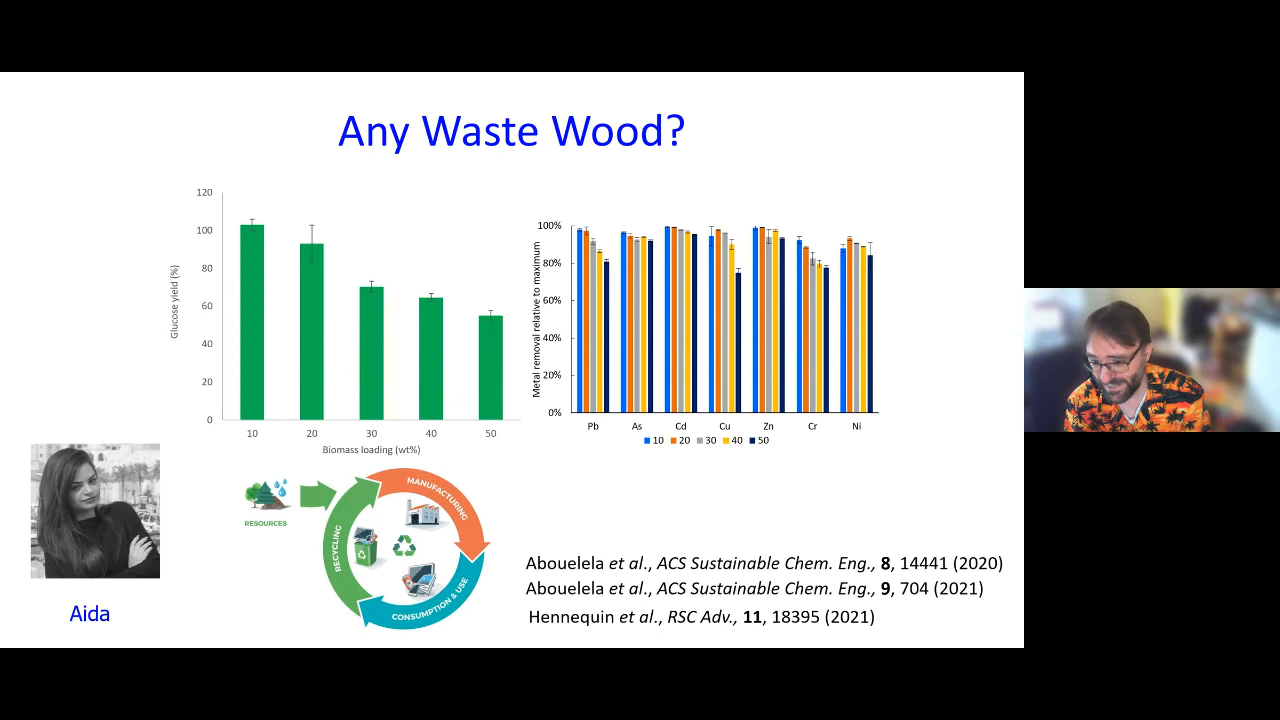 Any Waste Wood?
120
100
80
60
40
20
0
Glucose yield (%)
10 20 30 40 50
Biomass loading (wt%)
100%
80%
60%
40%
20%
0%
Metal removal relative to maximum
Pb As Cd Cu Zn Cr Ni
10 20 30 40 50
RESOURCES
MANUFACTURING
RECYCLING
CONSUMPTION & USE
Aida
Abouelela et al., ACS Sustainable Chem. Eng., 8, 14441 (2020)
Abouelela et al., ACS Sustainable Chem. Eng., 9, 704 (2021)
Hennequin et al., RSC Adv., 11, 18395 (2021)